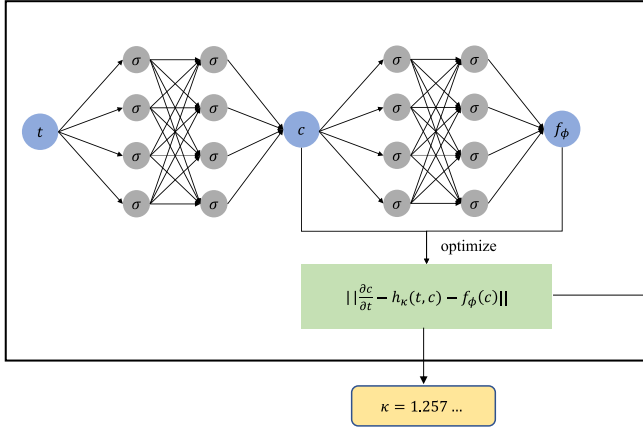 σ σ σ σ
σ σ σ σ
t c f_ϕ
σ σ σ σ
σ σ σ σ
optimize
||∂c/∂t − h_κ(t, c) − f_ϕ(c)||
κ = 1.257 ...